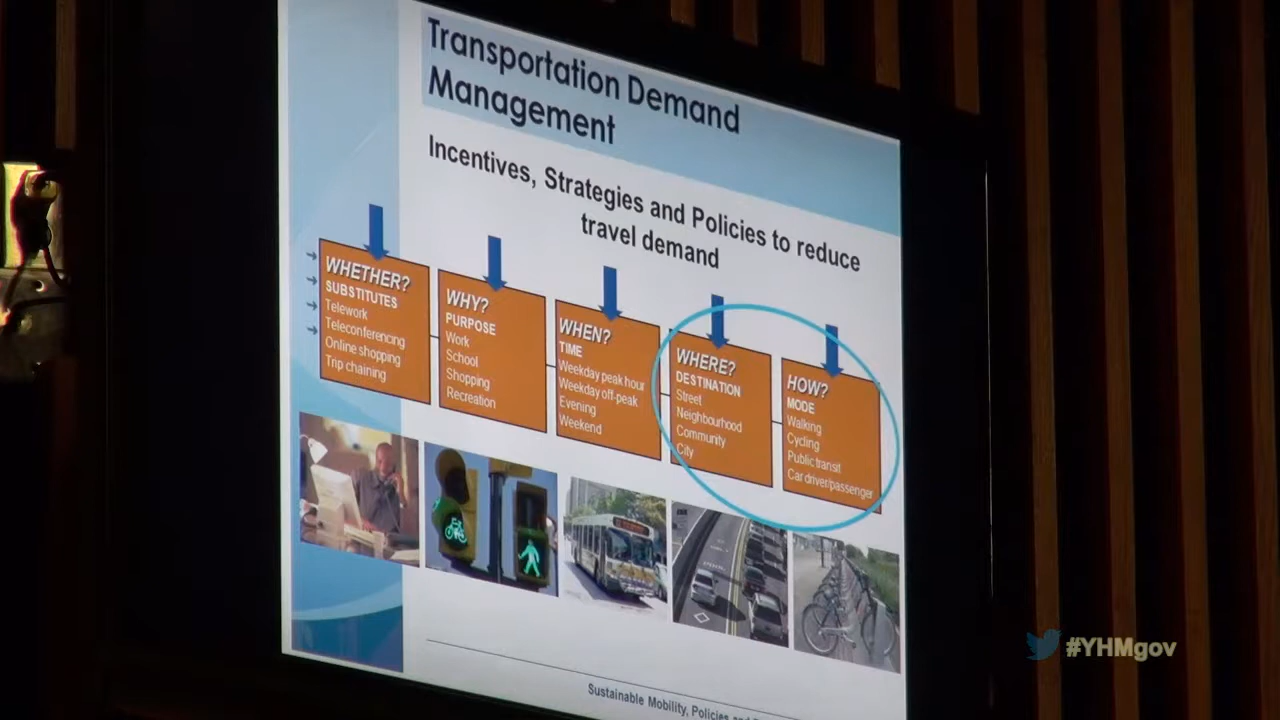 Transportation Demand
Management
Incentives, Strategies and Policies to reduce
travel demand
WHETHER?
SUBSTITUTES
Telework
Teleconferencing
Online shopping
Trip chaining
WHY?
PURPOSE
Work
School
Shopping
Recreation
WHEN?
TIME
Weekday peak hour
Weekday off-peak
Evening
Weekend
WHERE?
DESTINATION
Street
Neighbourhood
Community
City
HOW?
MODE
Walking
Cycling
Public transit
Car driver/passenger
Sustainable Mobility, Policies and
#YHMgov